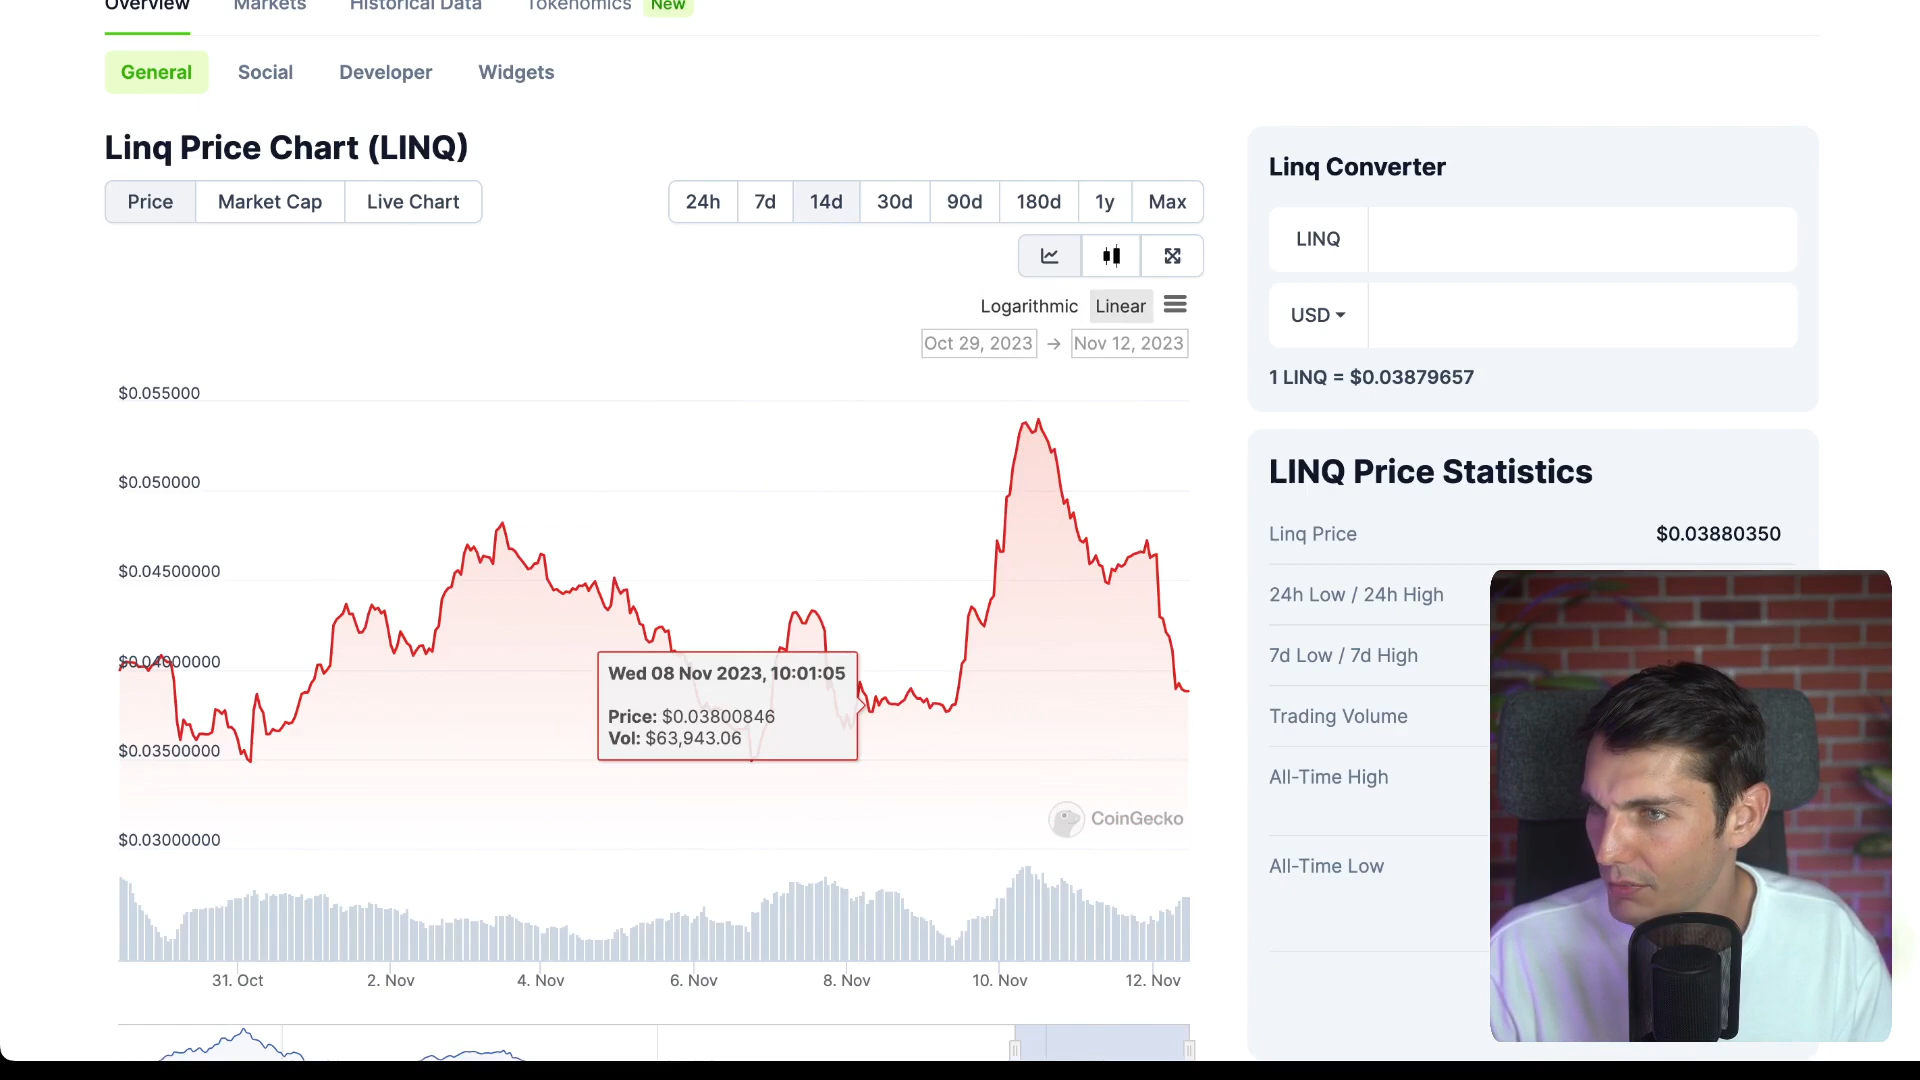 Overview Markets Historical Data Tokenomics New
General Social Developer Widgets
Linq Price Chart (LINQ)
Price Market Cap Live Chart
24h 7d 14d 30d 90d 180d 1y Max
Logarithmic Linear
Oct 29, 2023 → Nov 12, 2023
$0.055000
$0.050000
$0.04500000
$0.04000000
$0.03500000
$0.03000000
Wed 08 Nov 2023, 10:01:05
Price: $0.03800846
Vol: $63,943.06
CoinGecko
31. Oct 2. Nov 4. Nov 6. Nov 8. Nov 10. Nov 12. Nov
Linq Converter
LINQ
USD
1 LINQ = $0.03879657
LINQ Price Statistics
Linq Price $0.03880350
24h Low / 24h High
7d Low / 7d High
Trading Volume
All-Time High
All-Time Low